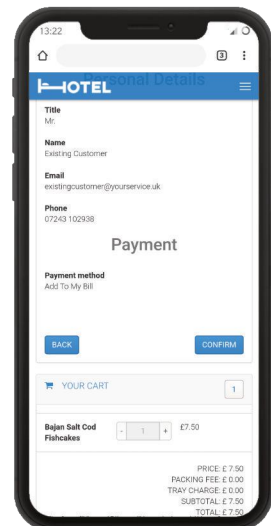 13:22
3
Personal Details
HOTEL
Title
Mr.
Name
Existing Customer
Email
existingcustomer@yourservice.uk
Phone
07243 102938
Payment
Payment method
Add To My Bill
BACK CONFIRM
YOUR CART 1
Bajan Salt Cod - 1 + £7.50
Fishcakes
PRICE: £ 7.50
PACKING FEE: £ 0.00
TRAY CHARGE: £ 0.00
SUBTOTAL: £ 7.50
TOTAL: £ 7.50